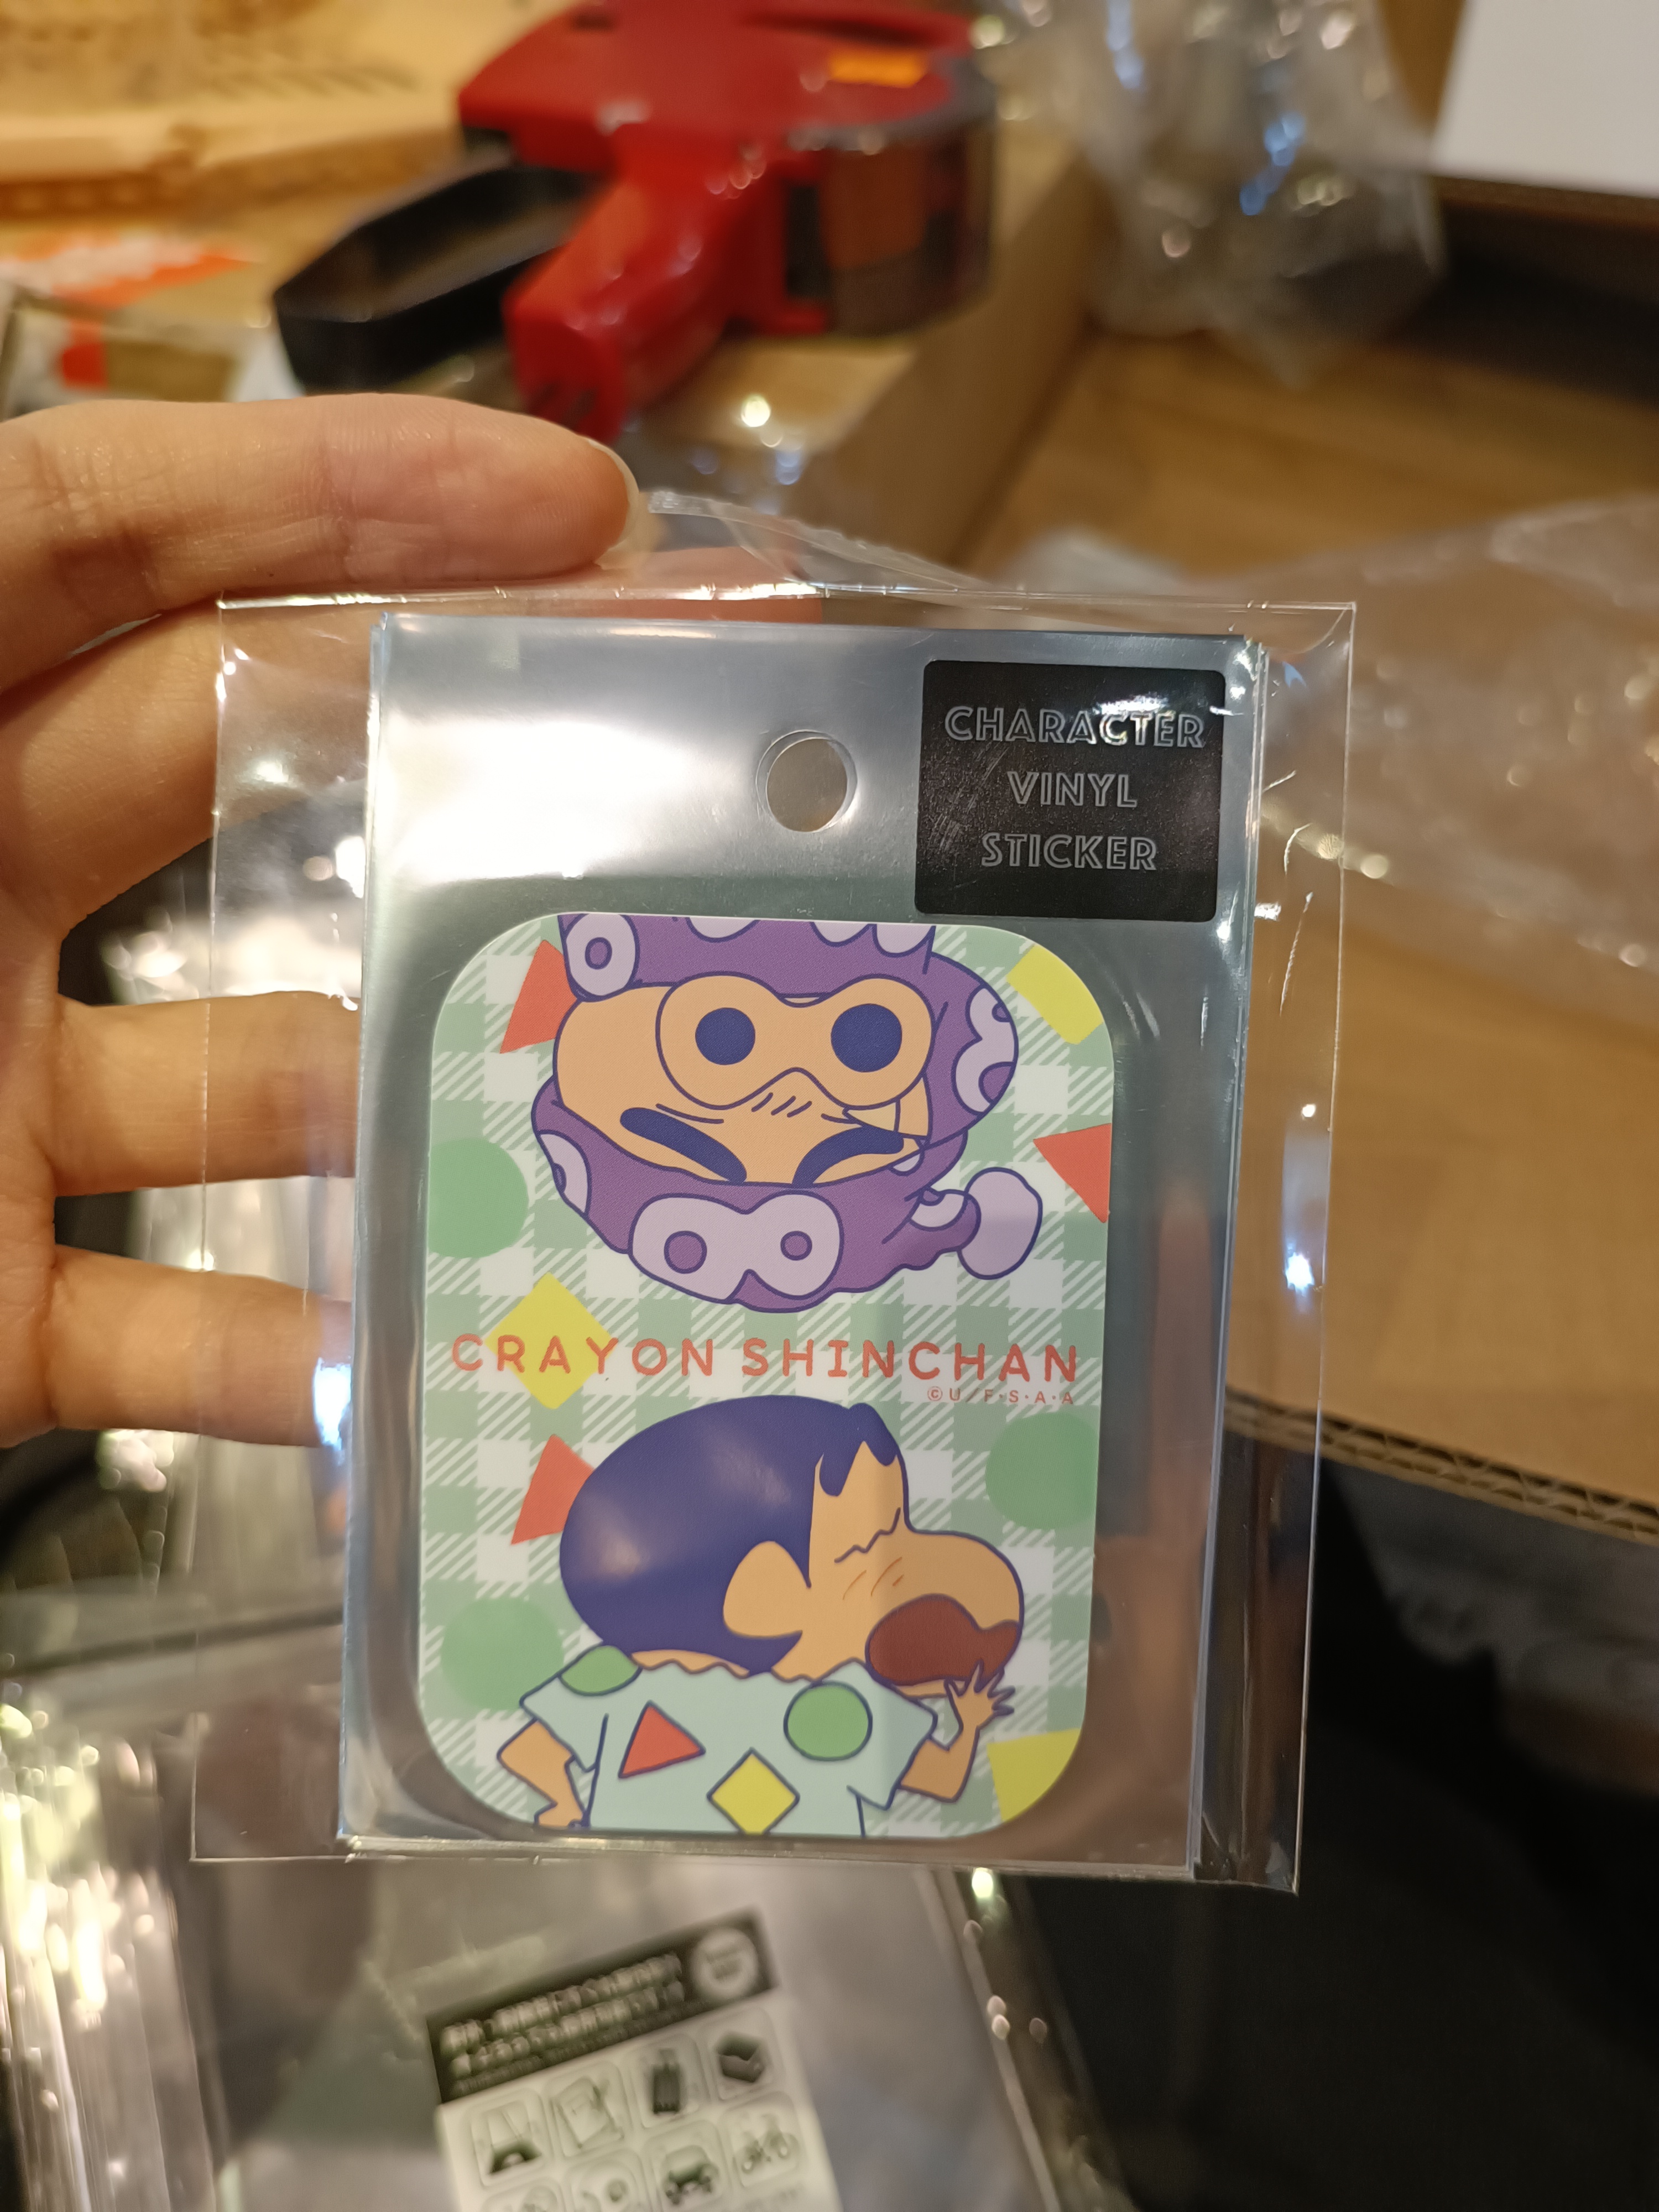 CHARACTER
VINYL
STICKER
CRAYON SHINCHAN
©U/F・S・A・A